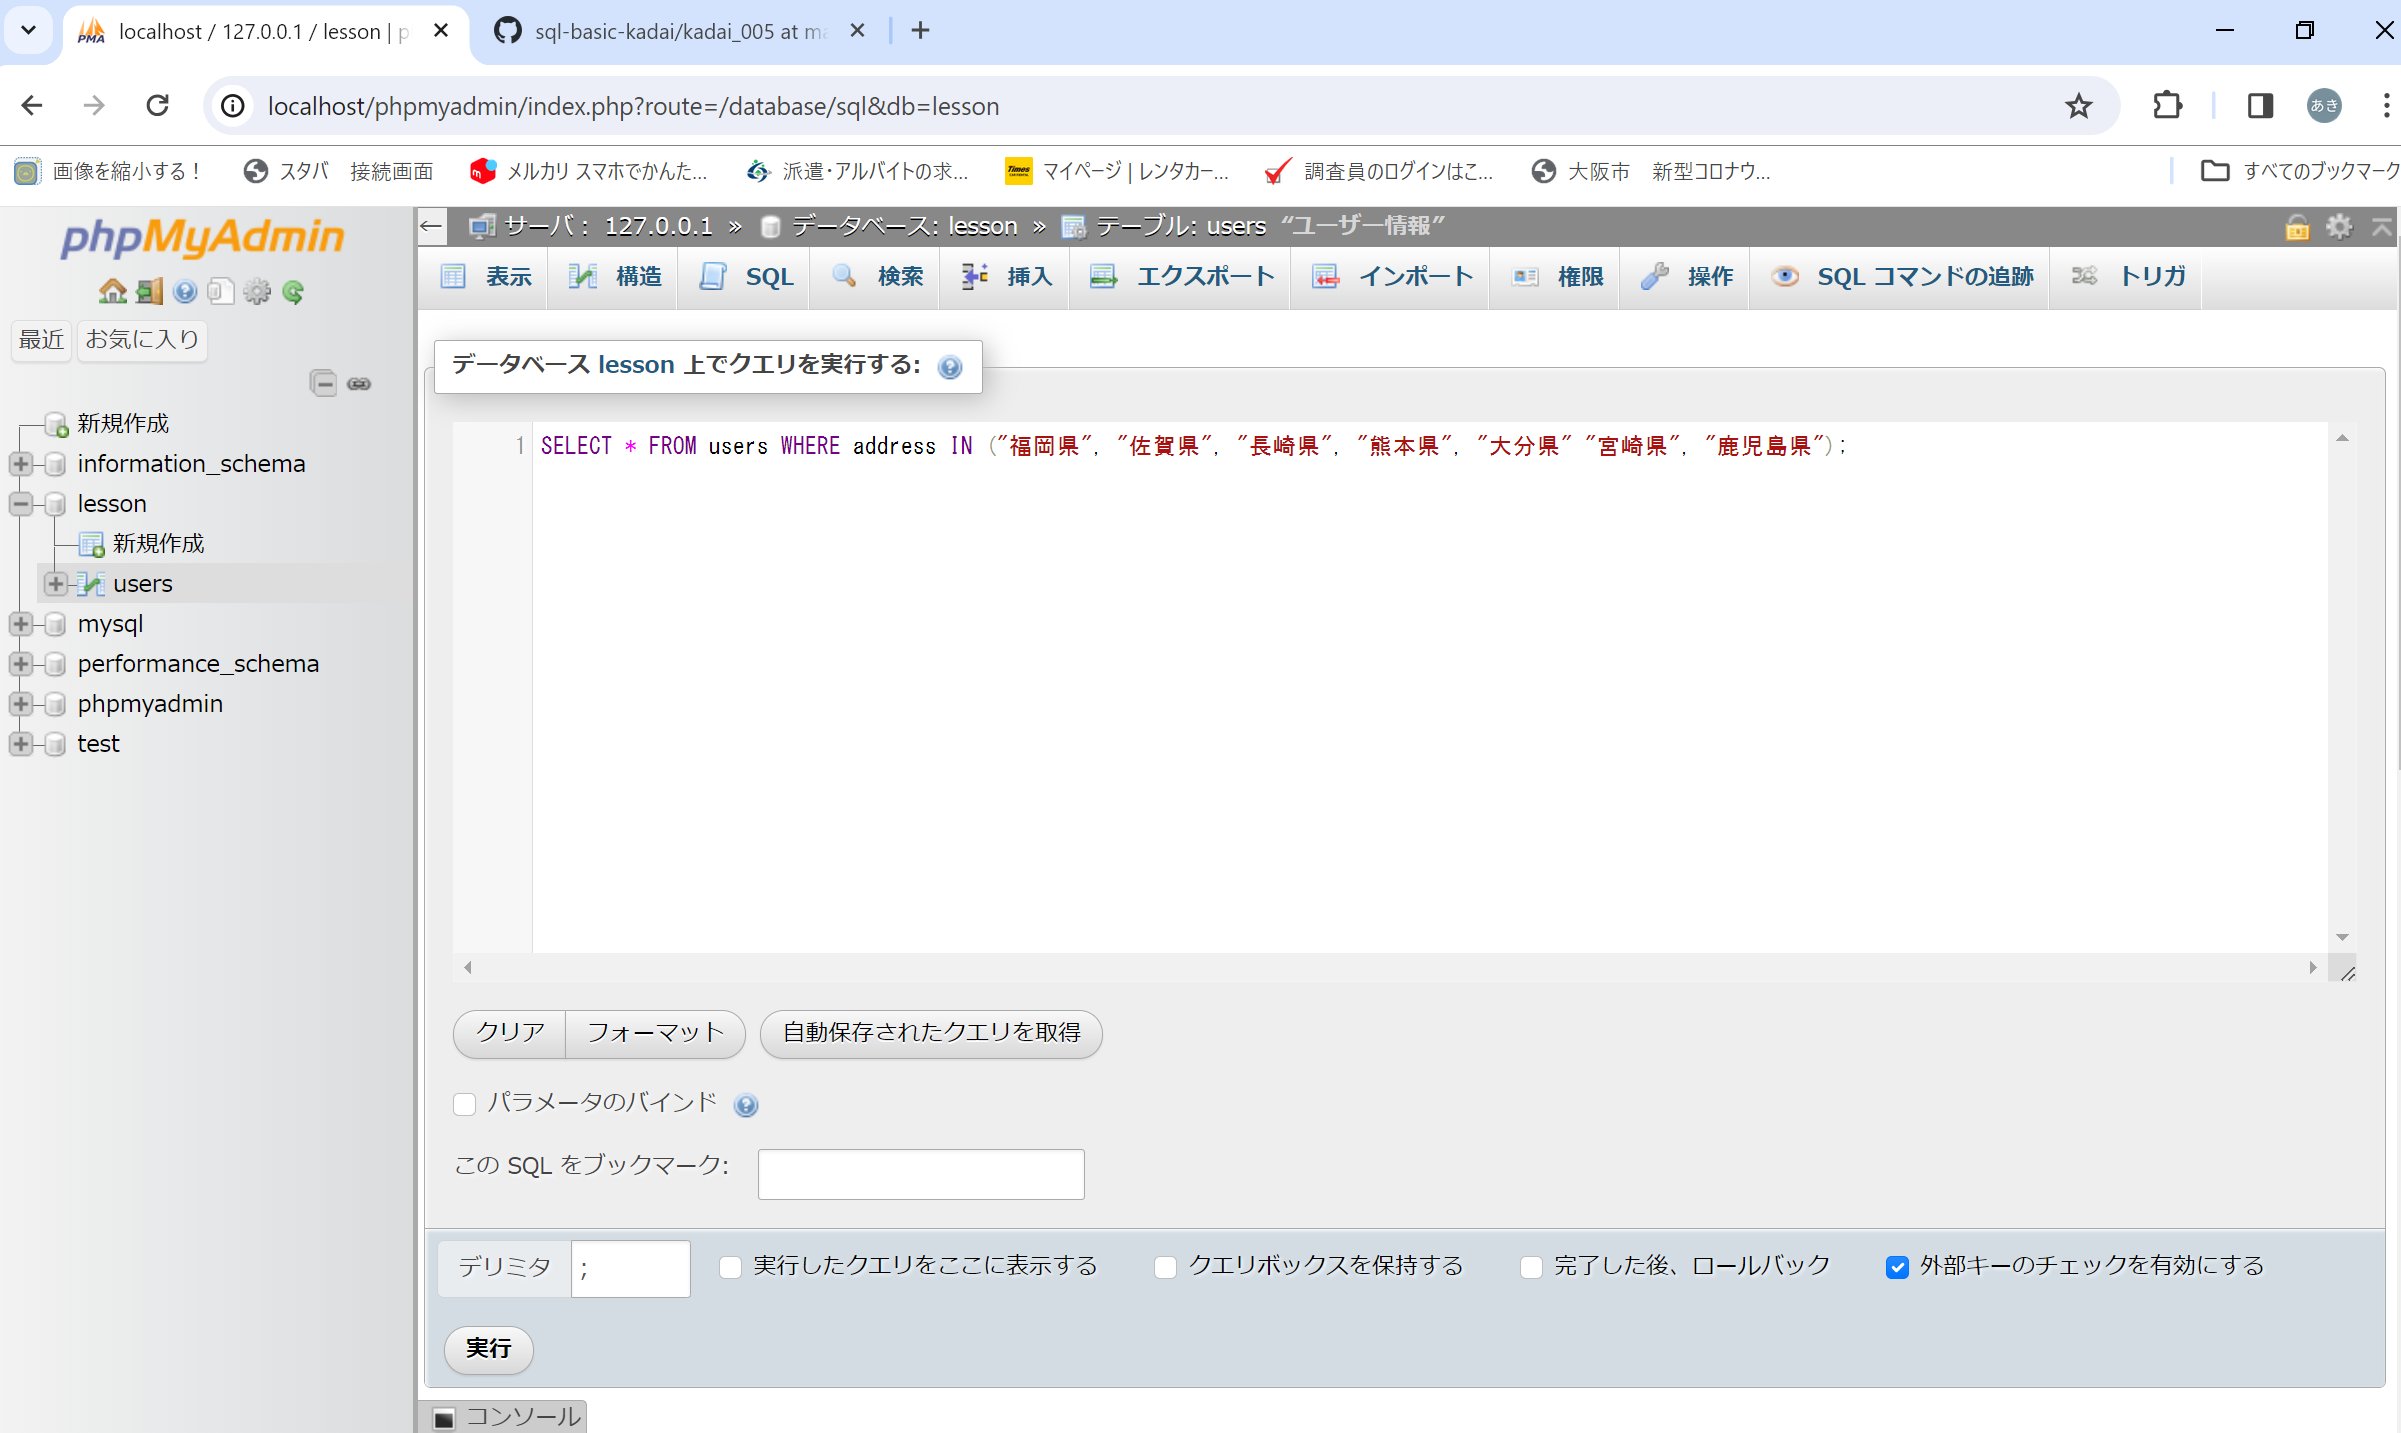 localhost / 127.0.0.1 / lesson | p
sql-basic-kadai/kadai_005 at ma
localhost/phpmyadmin/index.php?route=/database/sql&db=lesson
あき
画像を縮小する！
スタバ　接続画面
メルカリ スマホでかんた...
派遣・アルバイトの求...
マイページ | レンタカー...
調査員のログインはこ...
大阪市　新型コロナウ...
すべてのブックマーク
phpMyAdmin
最近
お気に入り
新規作成
information_schema
lesson
新規作成
users
mysql
performance_schema
phpmyadmin
test
サーバ： 127.0.0.1 » データベース: lesson » テーブル: users “ユーザー情報”
表示 構造 SQL 検索 挿入 エクスポート インポート 権限 操作 SQL コマンドの追跡 トリガ
データベース lesson 上でクエリを実行する:
1 SELECT * FROM users WHERE address IN ("福岡県", "佐賀県", "長崎県", "熊本県", "大分県" "宮崎県", "鹿児島県");
クリア フォーマット 自動保存されたクエリを取得
パラメータのバインド
この SQL をブックマーク:
デリミタ ; 実行したクエリをここに表示する クエリボックスを保持する 完了した後、ロールバック 外部キーのチェックを有効にする
実行
コンソール